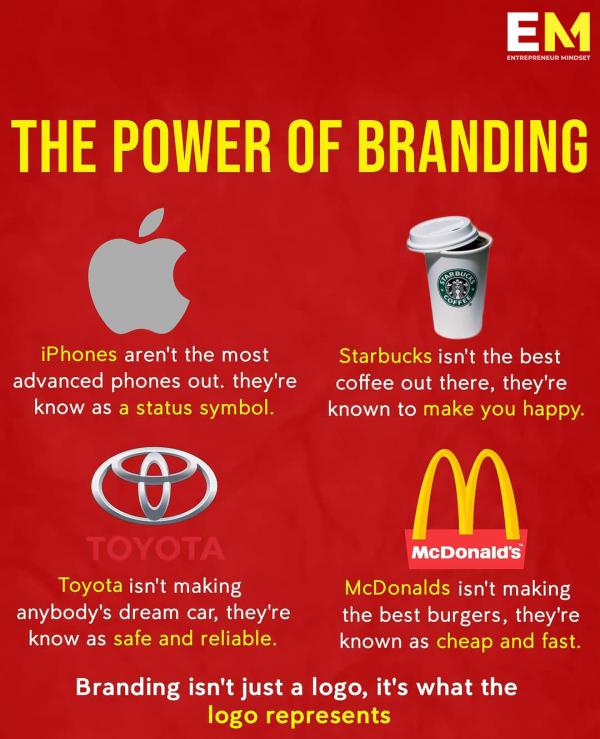 EM
ENTREPRENEUR MINDSET
THE POWER OF BRANDING
STARBUCKS
COFFEE
iPhones aren't the most
advanced phones out. they're
know as a status symbol.
Starbucks isn't the best
coffee out there, they're
known to make you happy.
TOYOTA
McDonald's
Toyota isn't making
anybody's dream car, they're
know as safe and reliable.
McDonalds isn't making
the best burgers, they're
known as cheap and fast.
Branding isn't just a logo, it's what the
logo represents